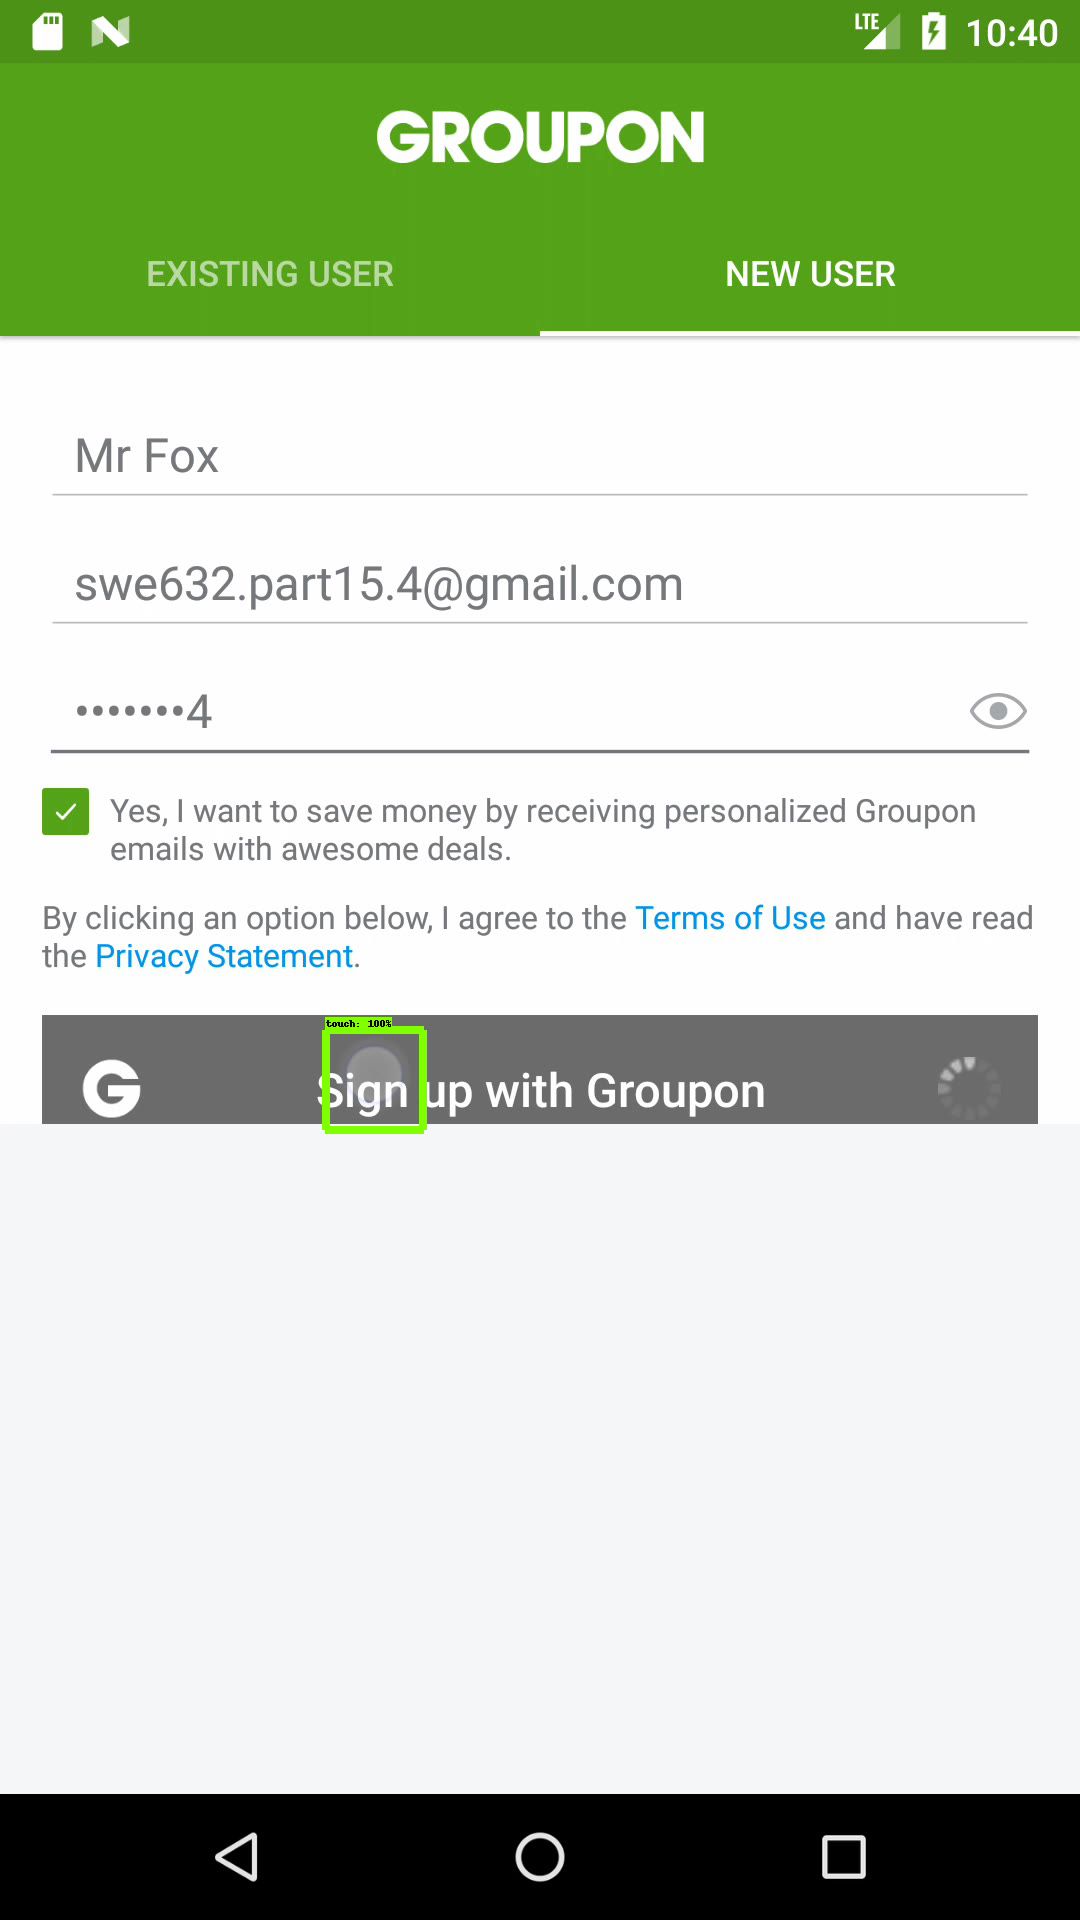 LTE 10:40
GROUPON
EXISTING USER
NEW USER
Mr Fox
swe632.part15.4@gmail.com
•••••••4
Yes, I want to save money by receiving personalized Groupon
emails with awesome deals.
By clicking an option below, I agree to the Terms of Use and have read
the Privacy Statement.
touch: 100%
G Sign up with Groupon